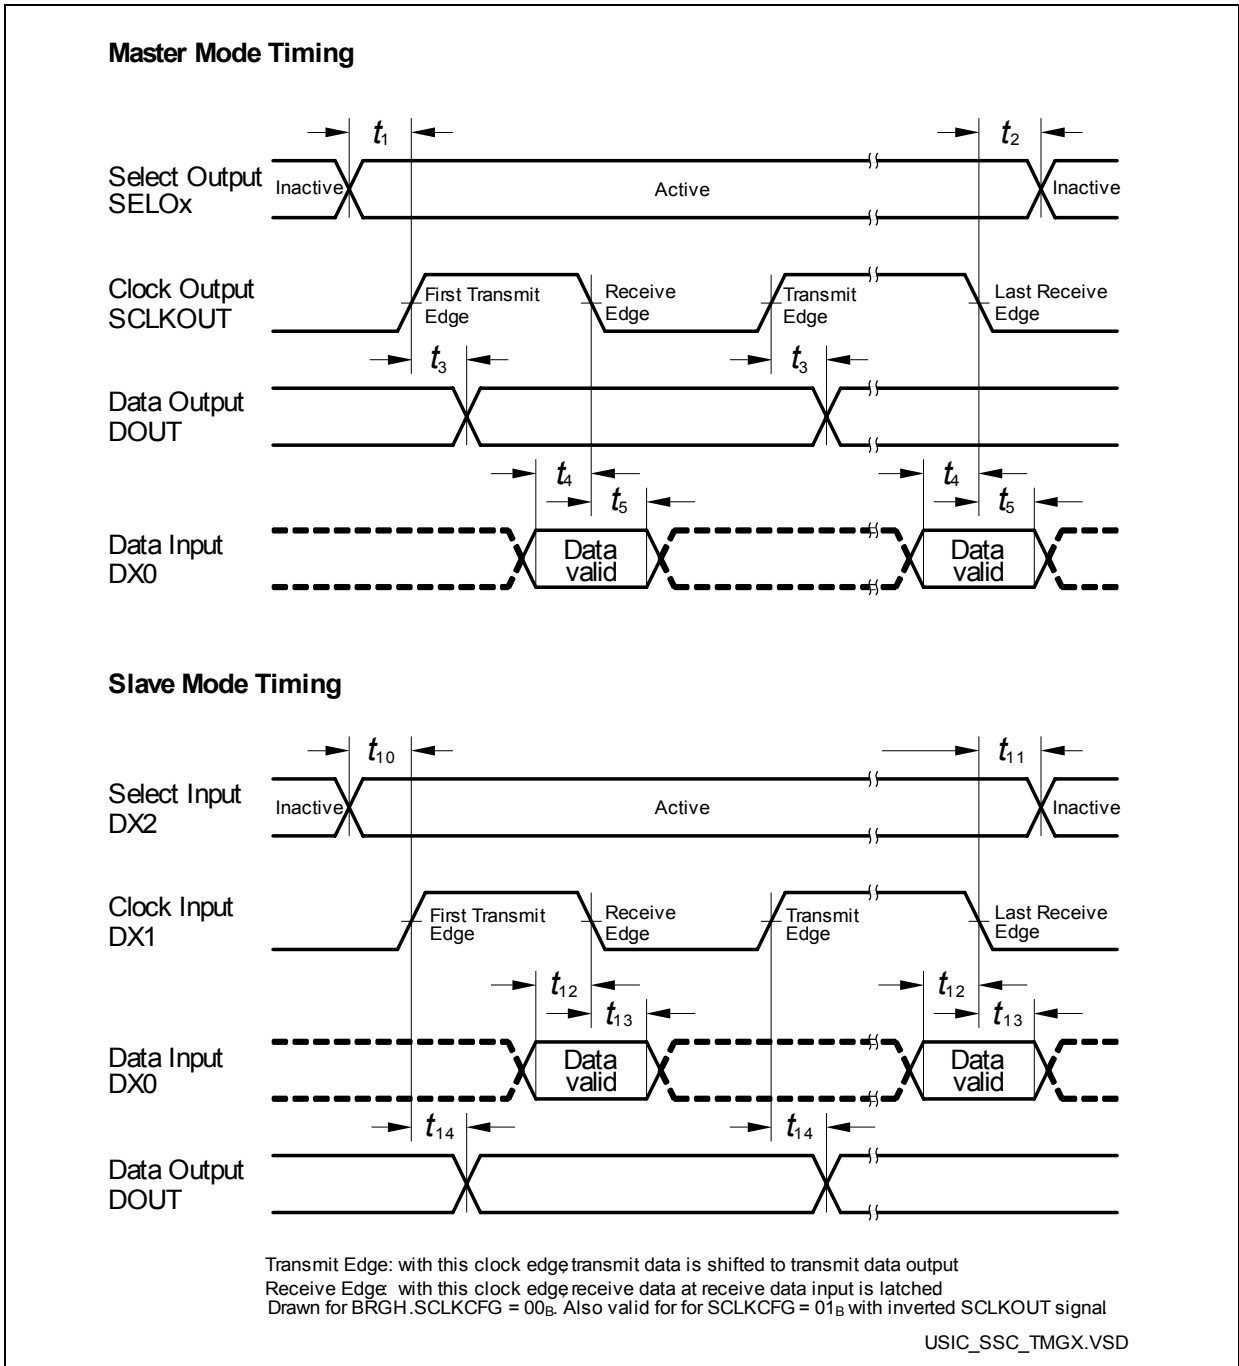 Master Mode Timing
t1
t2
Select Output
SELOx
Inactive
Active
Inactive
Clock Output
SCLKOUT
First Transmit
Edge
Receive
Edge
Transmit
Edge
Last Receive
Edge
t3
t3
Data Output
DOUT
t4
t5
t4
t5
Data Input
DX0
Data
valid
Data
valid
Slave Mode Timing
t10
t11
Select Input
DX2
Inactive
Active
Inactive
Clock Input
DX1
First Transmit
Edge
Receive
Edge
Transmit
Edge
Last Receive
Edge
t12
t13
t12
t13
Data Input
DX0
Data
valid
Data
valid
t14
t14
Data Output
DOUT
Transmit Edge: with this clock edge, transmit data is shifted to transmit data output
Receive Edge: with this clock edge, receive data at receive data input is latched
Drawn for BRGH.SCLKCFG = 00B. Also valid for for SCLKCFG = 01B with inverted SCLKOUT signal.
USIC_SSC_TMGX.VSD